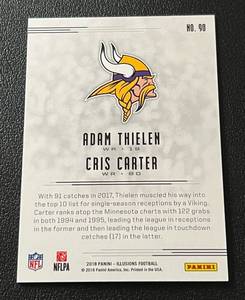 NO. 90
ADAM THIELEN
WR • 19
CRIS CARTER
WR • 80
With 91 catches in 2017, Thielen muscled his way into
the top 10 list for single-season receptions by a Viking.
Carter ranks atop the Minnesota charts with 122 grabs
in both 1994 and 1995, leading the league in receptions
in the former and then leading the league in touchdown
catches (17) in the latter.
NFL
NFLPA
2018 PANINI - ILLUSIONS FOOTBALL
© 2018 Panini America, Inc. Printed in the USA.
PANINI